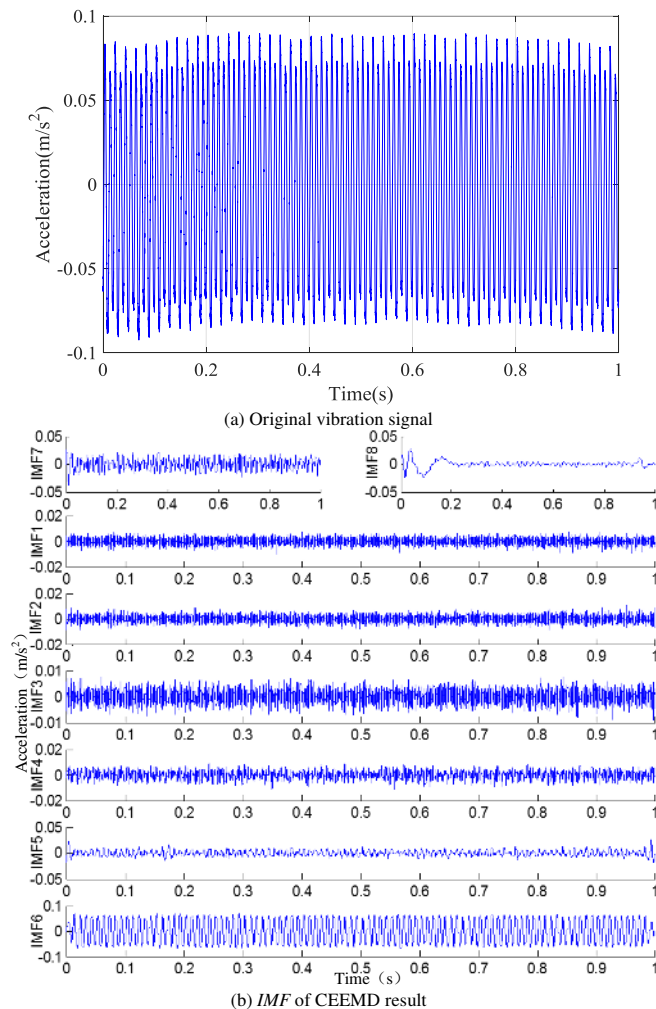 0.1
0.05
0
-0.05
-0.1
Acceleration(m/s²)
0 0.2 0.4 0.6 0.8 1
Time(s)
(a) Original vibration signal
IMF7 0.05 0 -0.05
0 0.2 0.4 0.6 0.8 1
IMF8 0.05 0 -0.05
0 0.2 0.4 0.6 0.8 1
IMF1 0.02 0 -0.02
0 0.1 0.2 0.3 0.4 0.5 0.6 0.7 0.8 0.9 1
IMF2 0.02 0 -0.02
0 0.1 0.2 0.3 0.4 0.5 0.6 0.7 0.8 0.9 1
Acceleration（m/s²）
IMF3 0.01 0 -0.01
0 0.1 0.2 0.3 0.4 0.5 0.6 0.7 0.8 0.9 1
IMF4 0.02 0 -0.02
0 0.1 0.2 0.3 0.4 0.5 0.6 0.7 0.8 0.9 1
IMF5 0.05 0 -0.05
0 0.1 0.2 0.3 0.4 0.5 0.6 0.7 0.8 0.9 1
IMF6 0.1 0 -0.1
0 0.1 0.2 0.3 0.4 0.5 0.6 0.7 0.8 0.9 1
Time（s）
(b) IMF of CEEMD result